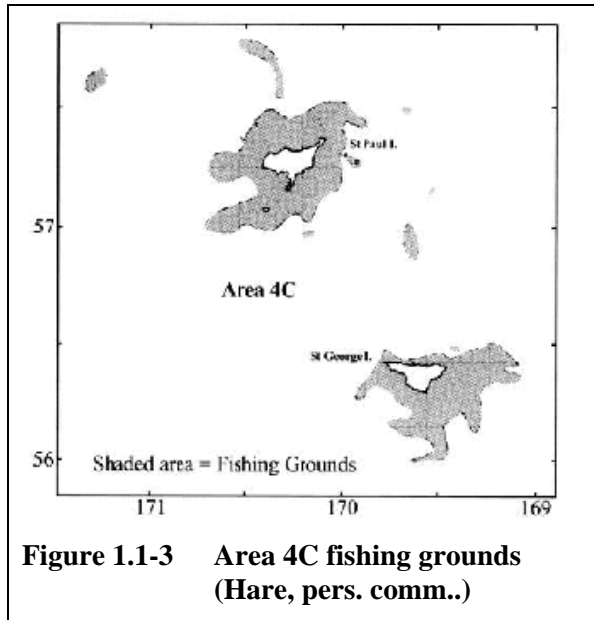 St Paul I.
57
Area 4C
St George I.
56
Shaded area = Fishing Grounds
171 170 169
Figure 1.1-3 Area 4C fishing grounds
(Hare, pers. comm..)